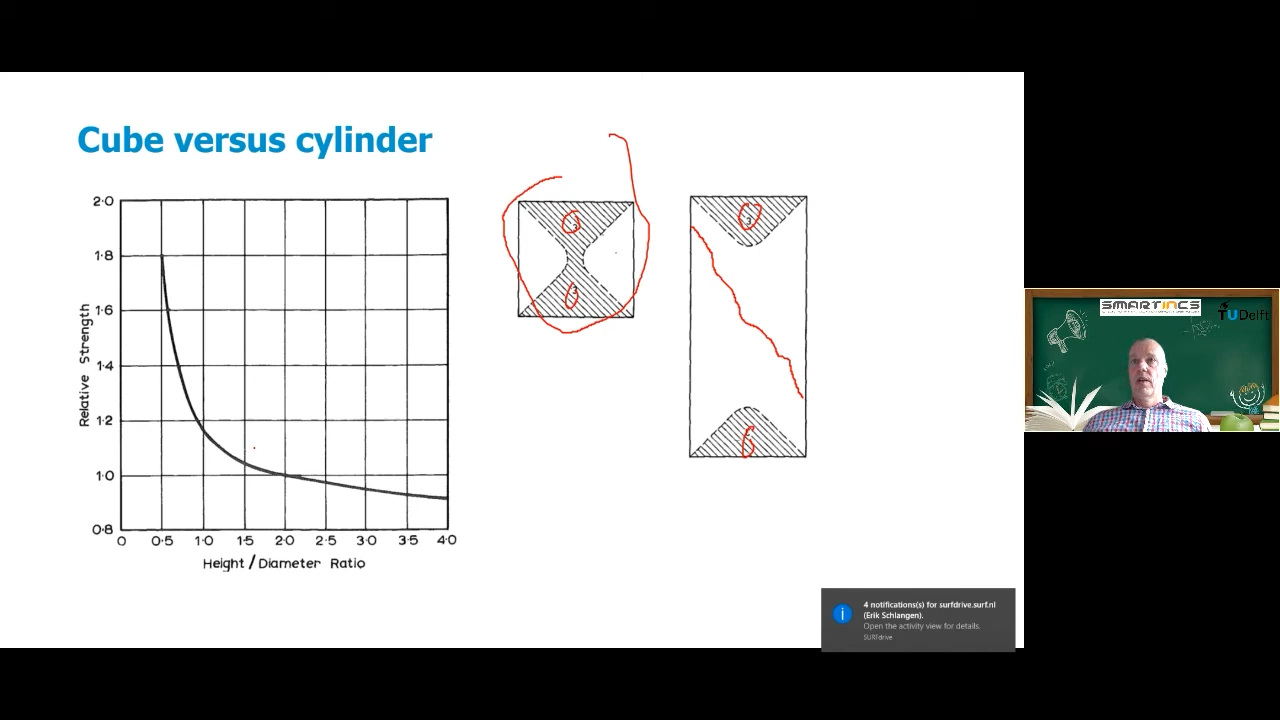 Cube versus cylinder
2·0
1·8
1·6
1·4
1·2
1·0
0·8
Relative Strength
0
0·5
1·0
1·5
2·0
2·5
3·0
3·5
4·0
Height / Diameter Ratio
3
3
3
SMARTINCS
TU Delft
4 notifications(s) for surfdrive.surf.nl
(Erik Schlangen).
Open the activity view for details.
SURFdrive